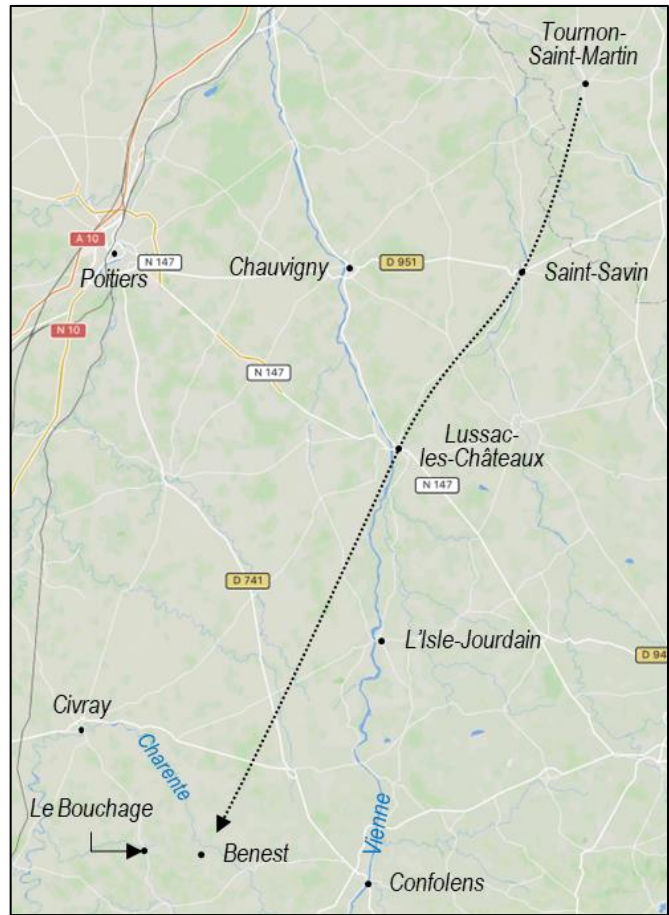 Tournon-
Saint-Martin
A 10
N 147
Poitiers
Chauvigny
D 951
Saint-Savin
N 10
N 147
Lussac-
les-Châteaux
N 147
D 741
L'Isle-Jourdain
D 94
Civray
Charente
Le Bouchage
Benest
Vienne
Confolens